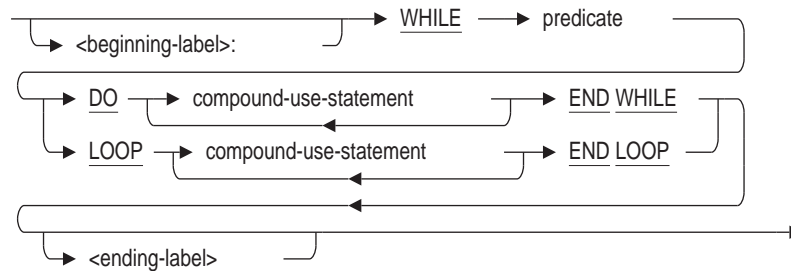 WHILE predicate
<beginning-label>:
DO compound-use-statement END WHILE
LOOP compound-use-statement END LOOP
<ending-label>